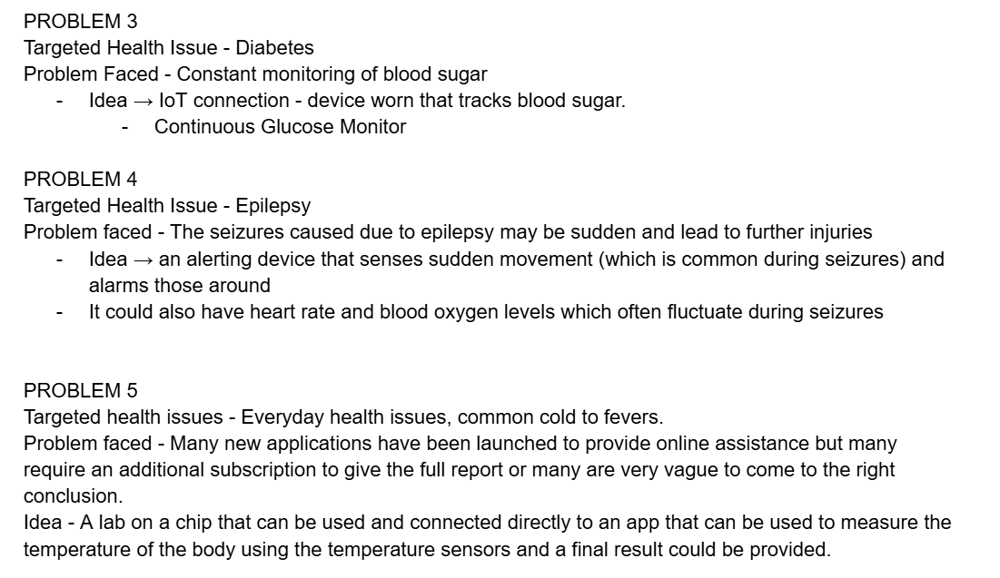 PROBLEM 3
Targeted Health Issue - Diabetes
Problem Faced - Constant monitoring of blood sugar
- Idea → IoT connection - device worn that tracks blood sugar.
- Continuous Glucose Monitor
PROBLEM 4
Targeted Health Issue - Epilepsy
Problem faced - The seizures caused due to epilepsy may be sudden and lead to further injuries
- Idea → an alerting device that senses sudden movement (which is common during seizures) and
alarms those around
- It could also have heart rate and blood oxygen levels which often fluctuate during seizures
PROBLEM 5
Targeted health issues - Everyday health issues, common cold to fevers.
Problem faced - Many new applications have been launched to provide online assistance but many
require an additional subscription to give the full report or many are very vague to come to the right
conclusion.
Idea - A lab on a chip that can be used and connected directly to an app that can be used to measure the
temperature of the body using the temperature sensors and a final result could be provided.